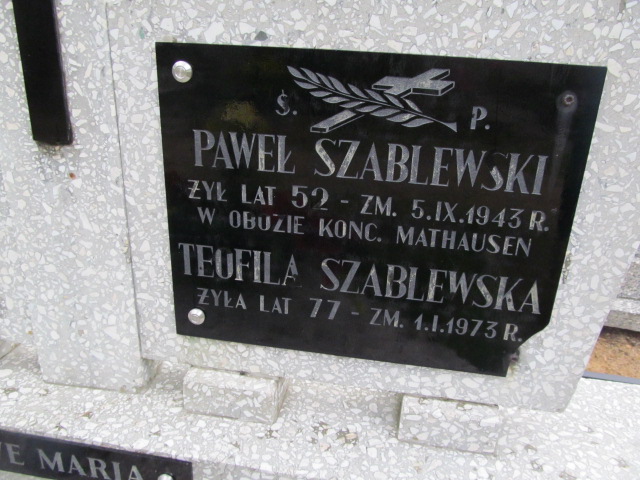 Ś. P.
PAWEŁ SZABLEWSKI
ŻYŁ LAT 52 - ZM. 5.IX.1943 R.
W OBOZIE KONC. MATHAUSEN
TEOFILA SZABLEWSKA
ŻYŁA LAT 77 - ZM. 1.I.1973 R.
WE MARIA